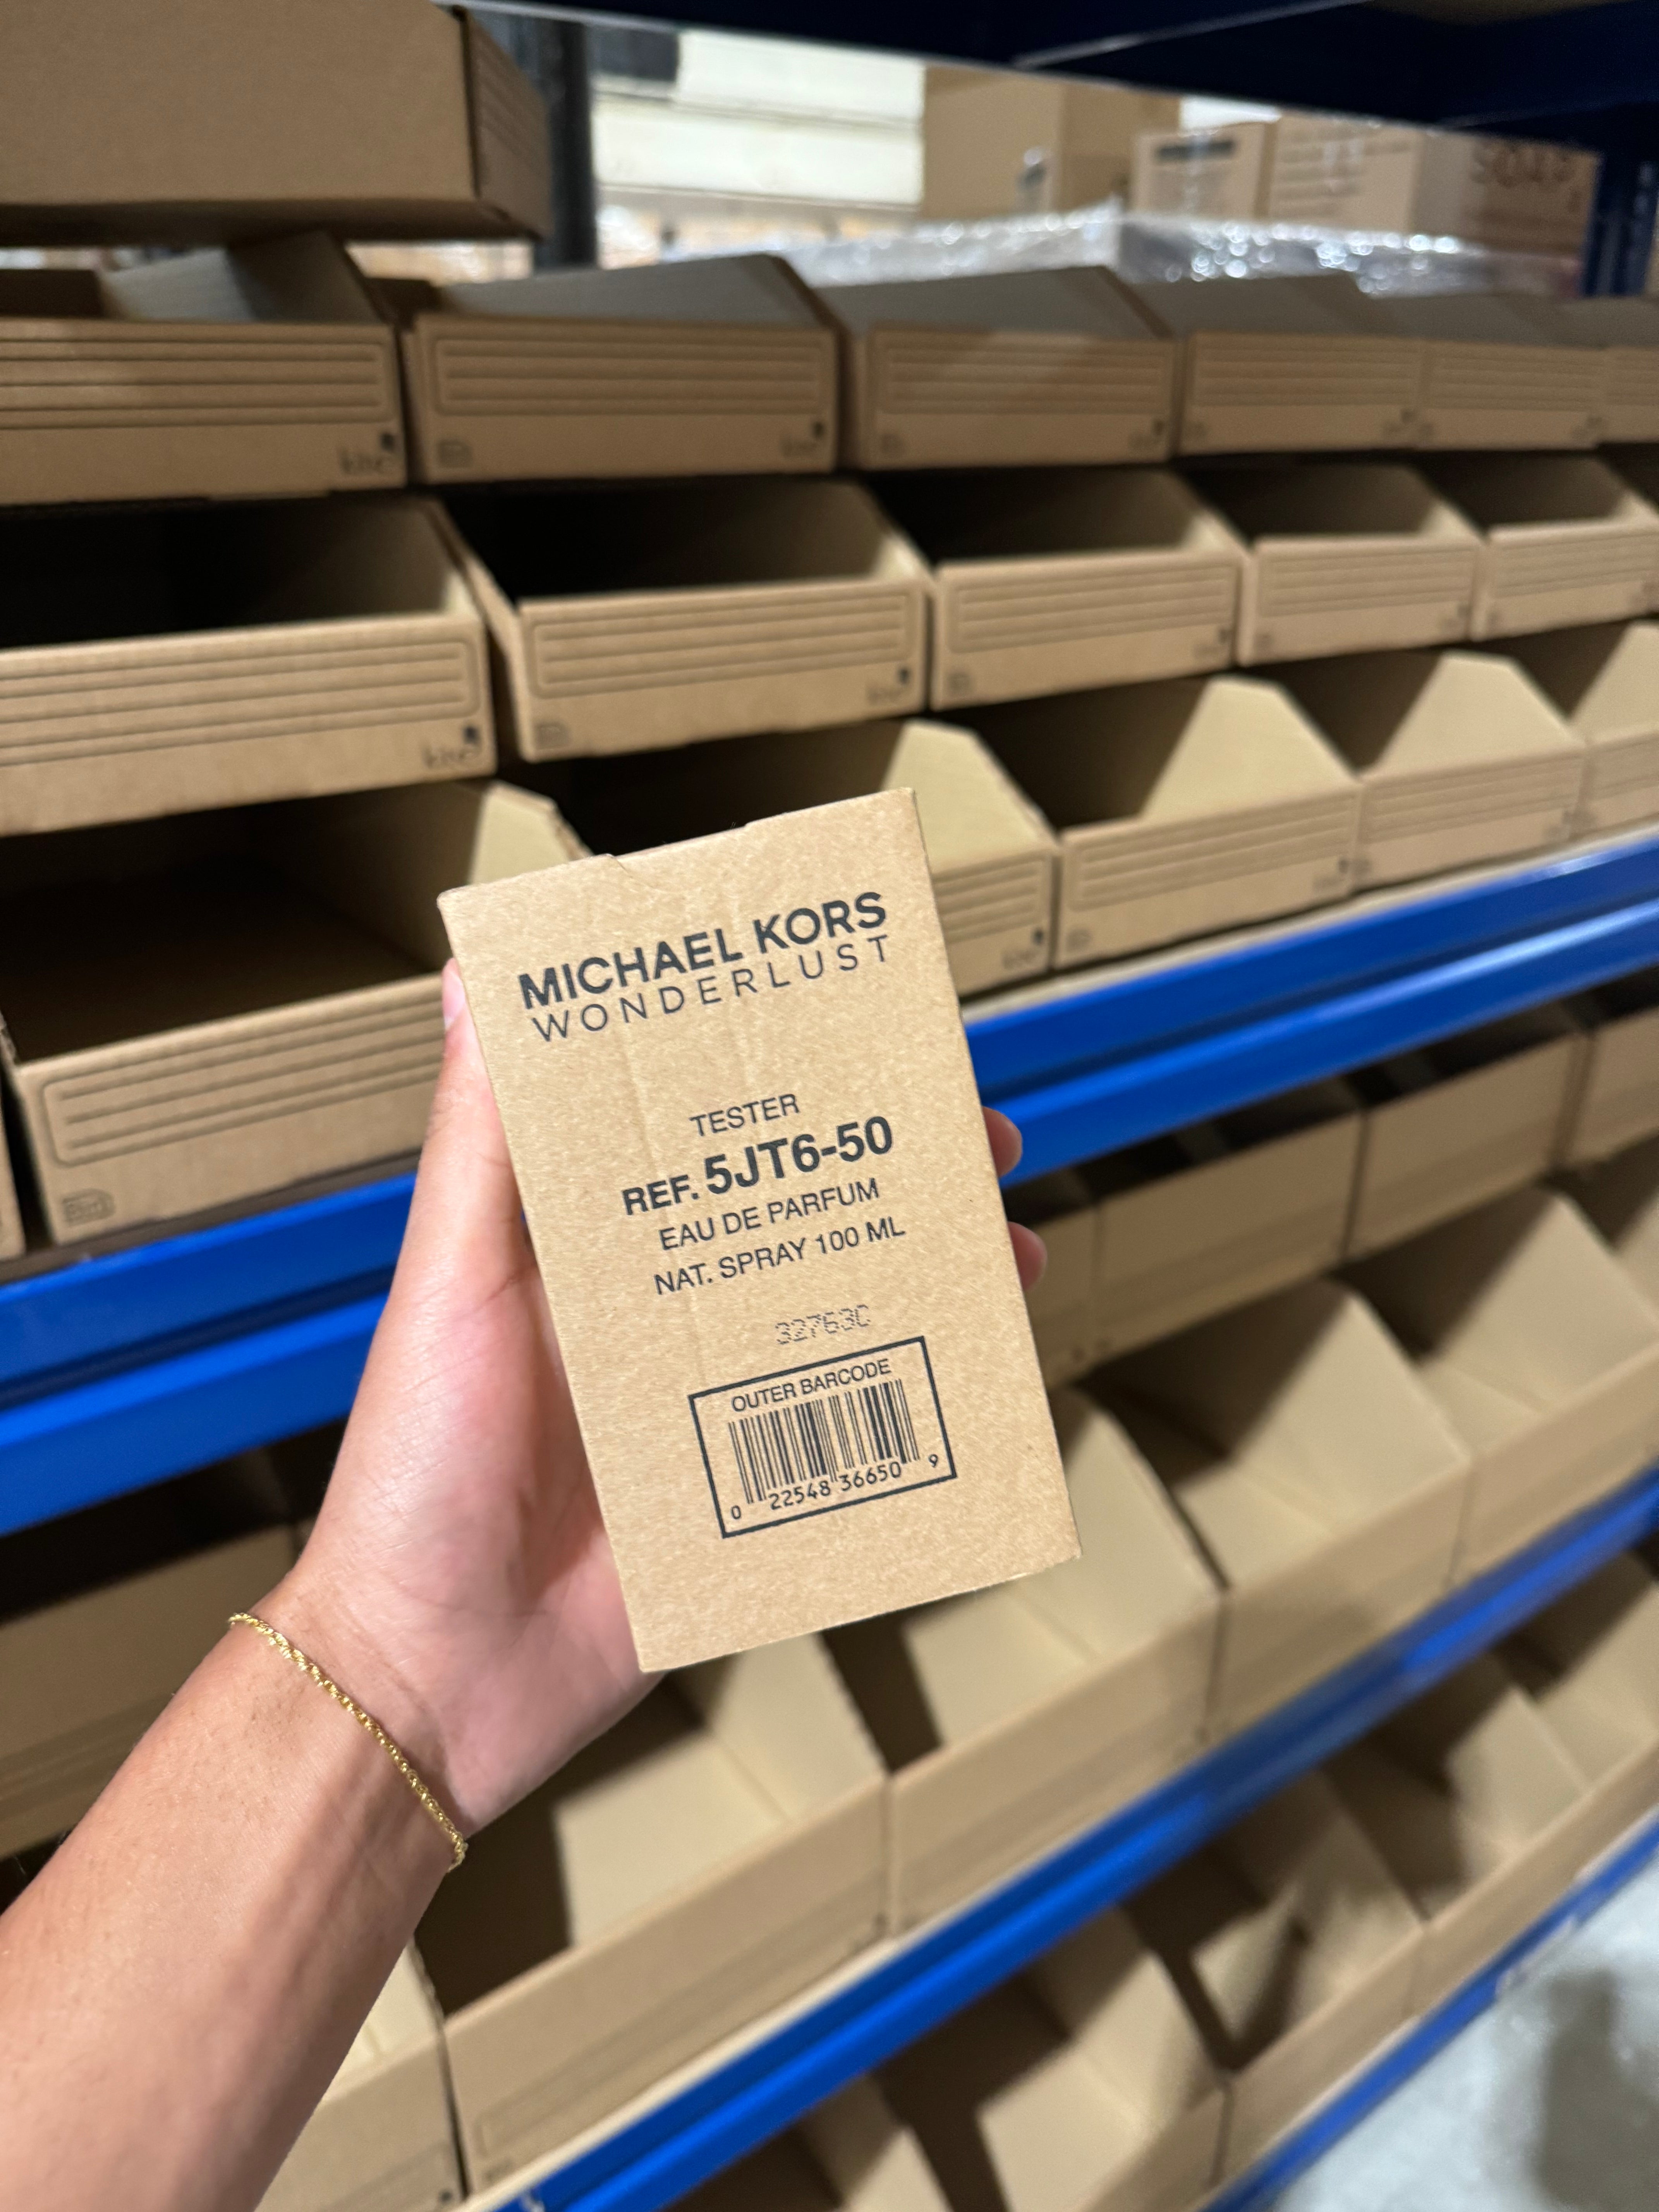 MICHAEL KORS
WONDERLUST
TESTER
REF. 5JT6-50
EAU DE PARFUM
NAT. SPRAY 100 ML
32763C
OUTER BARCODE
0 22548 36650 9